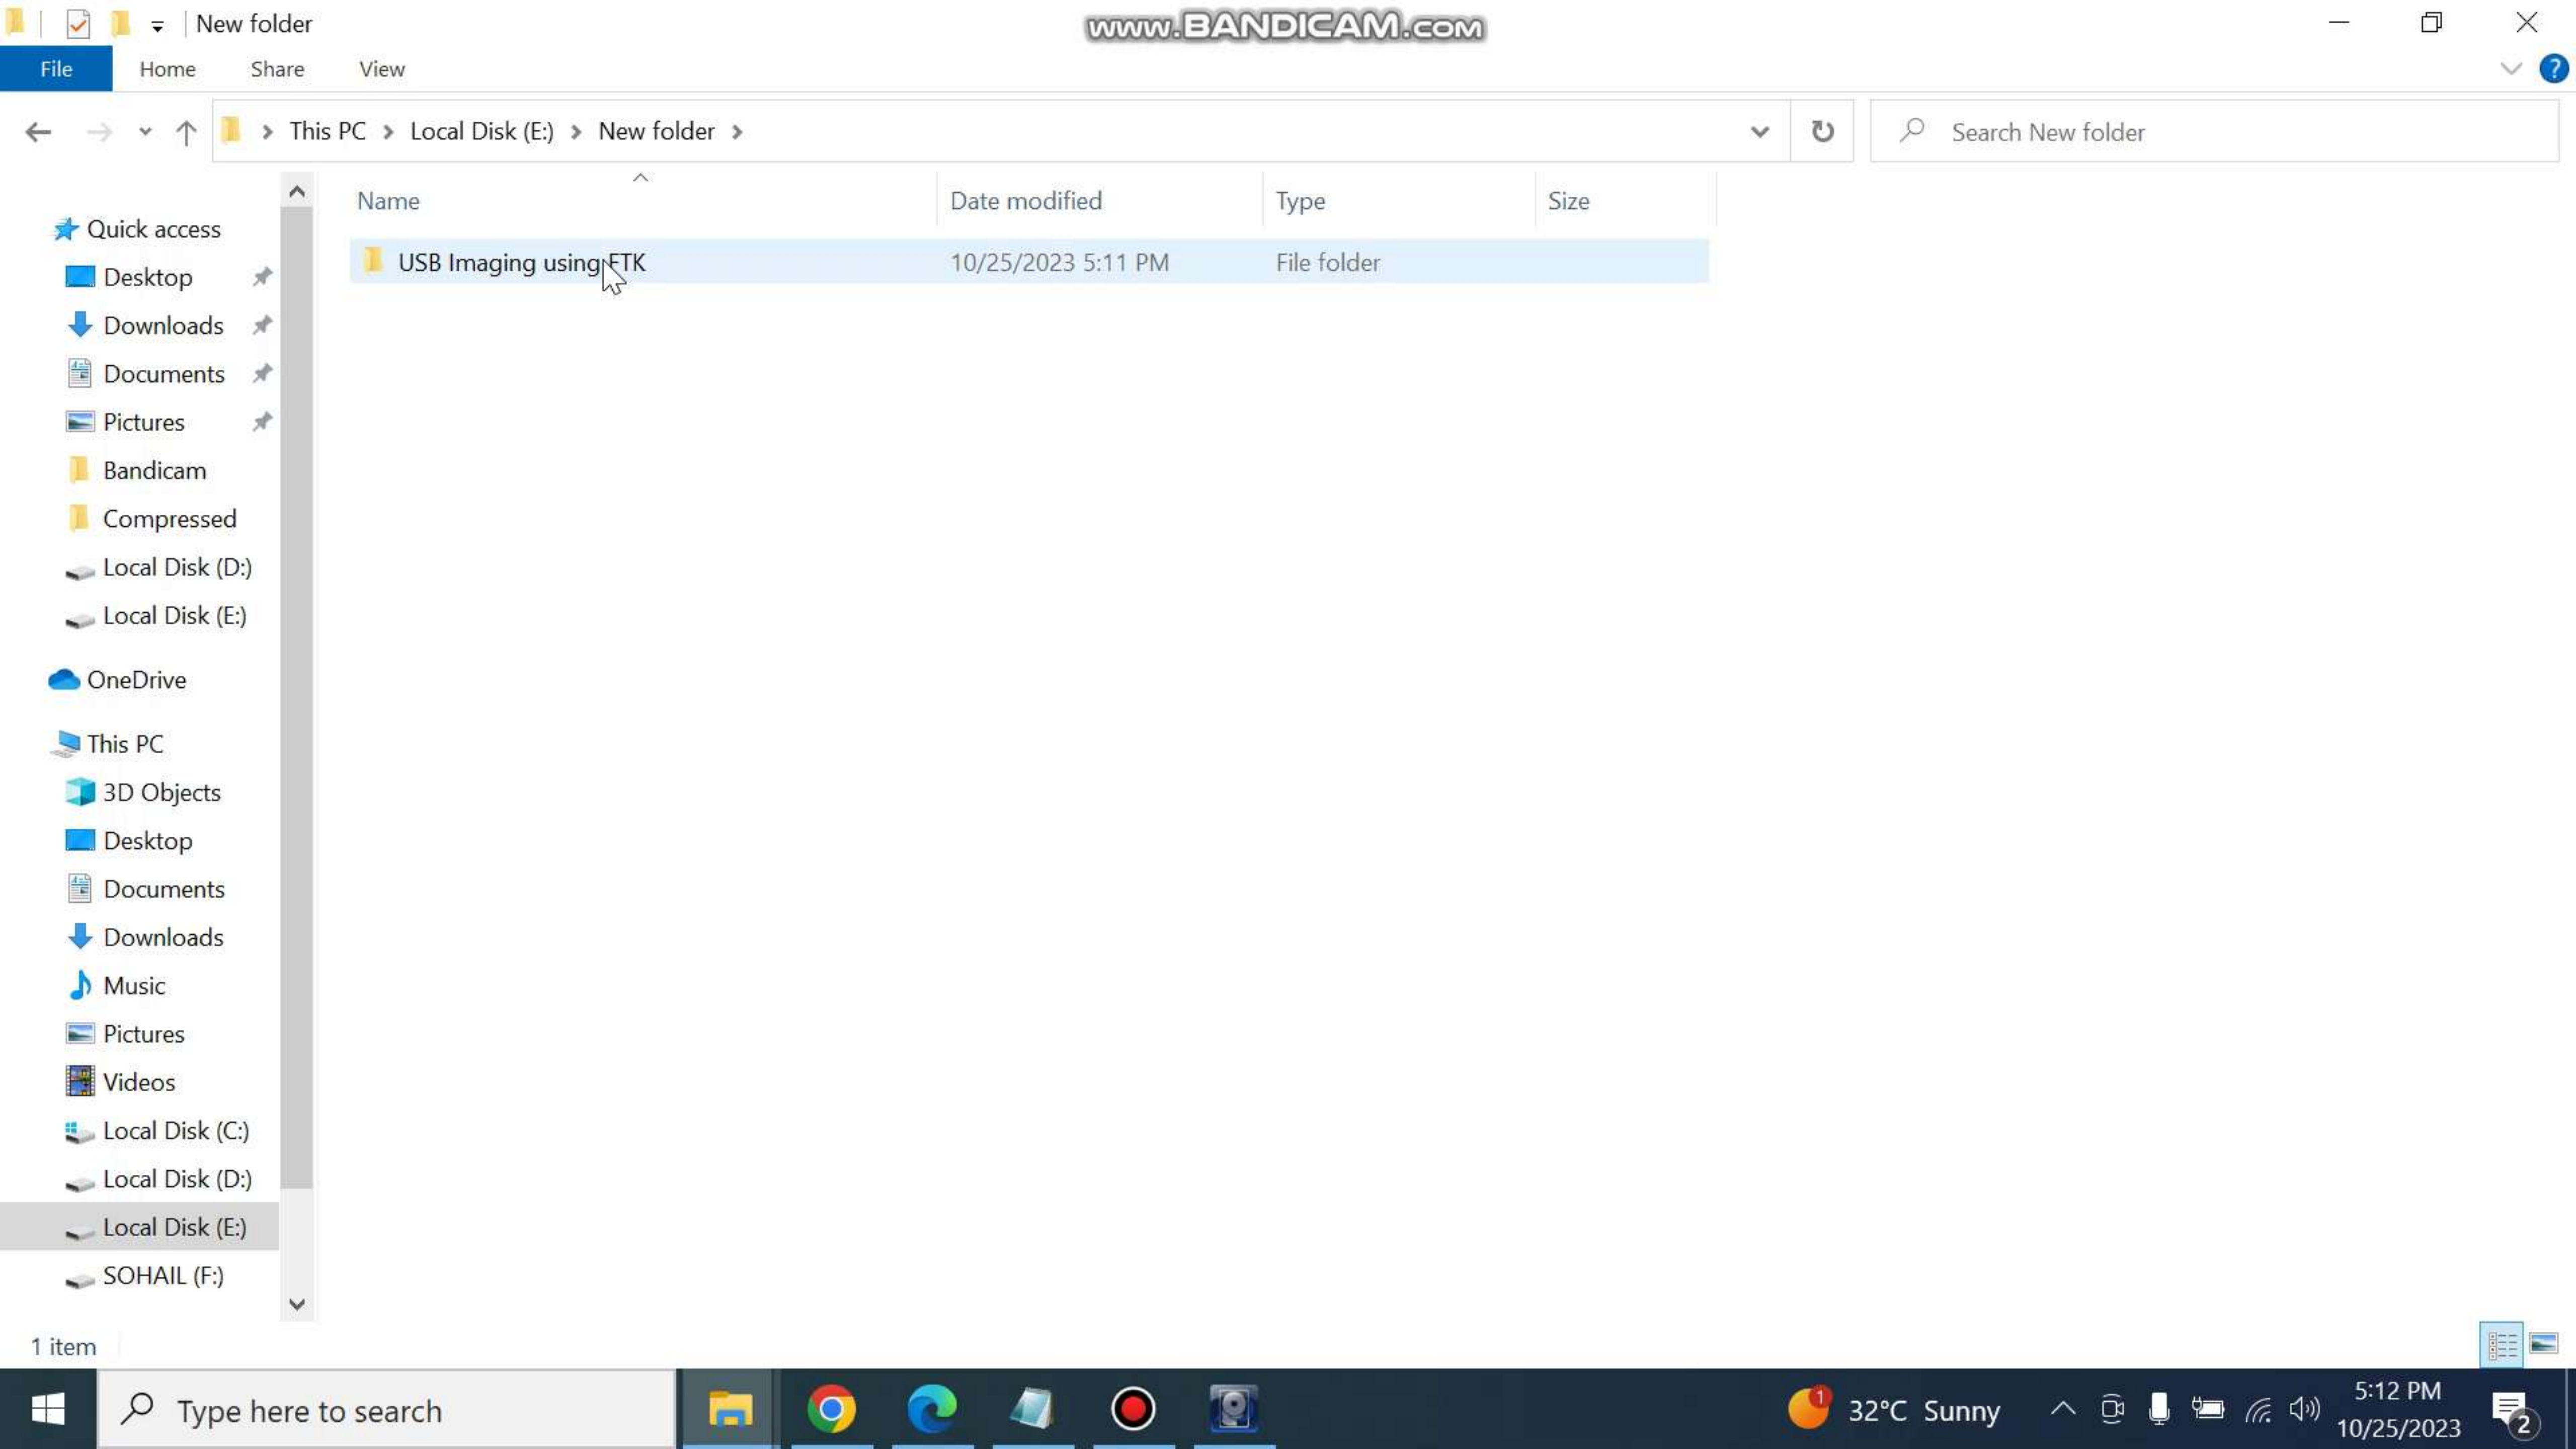 New folder
www.BANDICAM.com
File Home Share View
This PC Local Disk (E:) New folder
Search New folder
Name Date modified Type Size
USB Imaging using FTK 10/25/2023 5:11 PM File folder
Quick access
Desktop
Downloads
Documents
Pictures
Bandicam
Compressed
Local Disk (D:)
Local Disk (E:)
OneDrive
This PC
3D Objects
Desktop
Documents
Downloads
Music
Pictures
Videos
Local Disk (C:)
Local Disk (D:)
Local Disk (E:)
SOHAIL (F:)
1 item
Type here to search
1
32°C Sunny
5:12 PM
10/25/2023
2